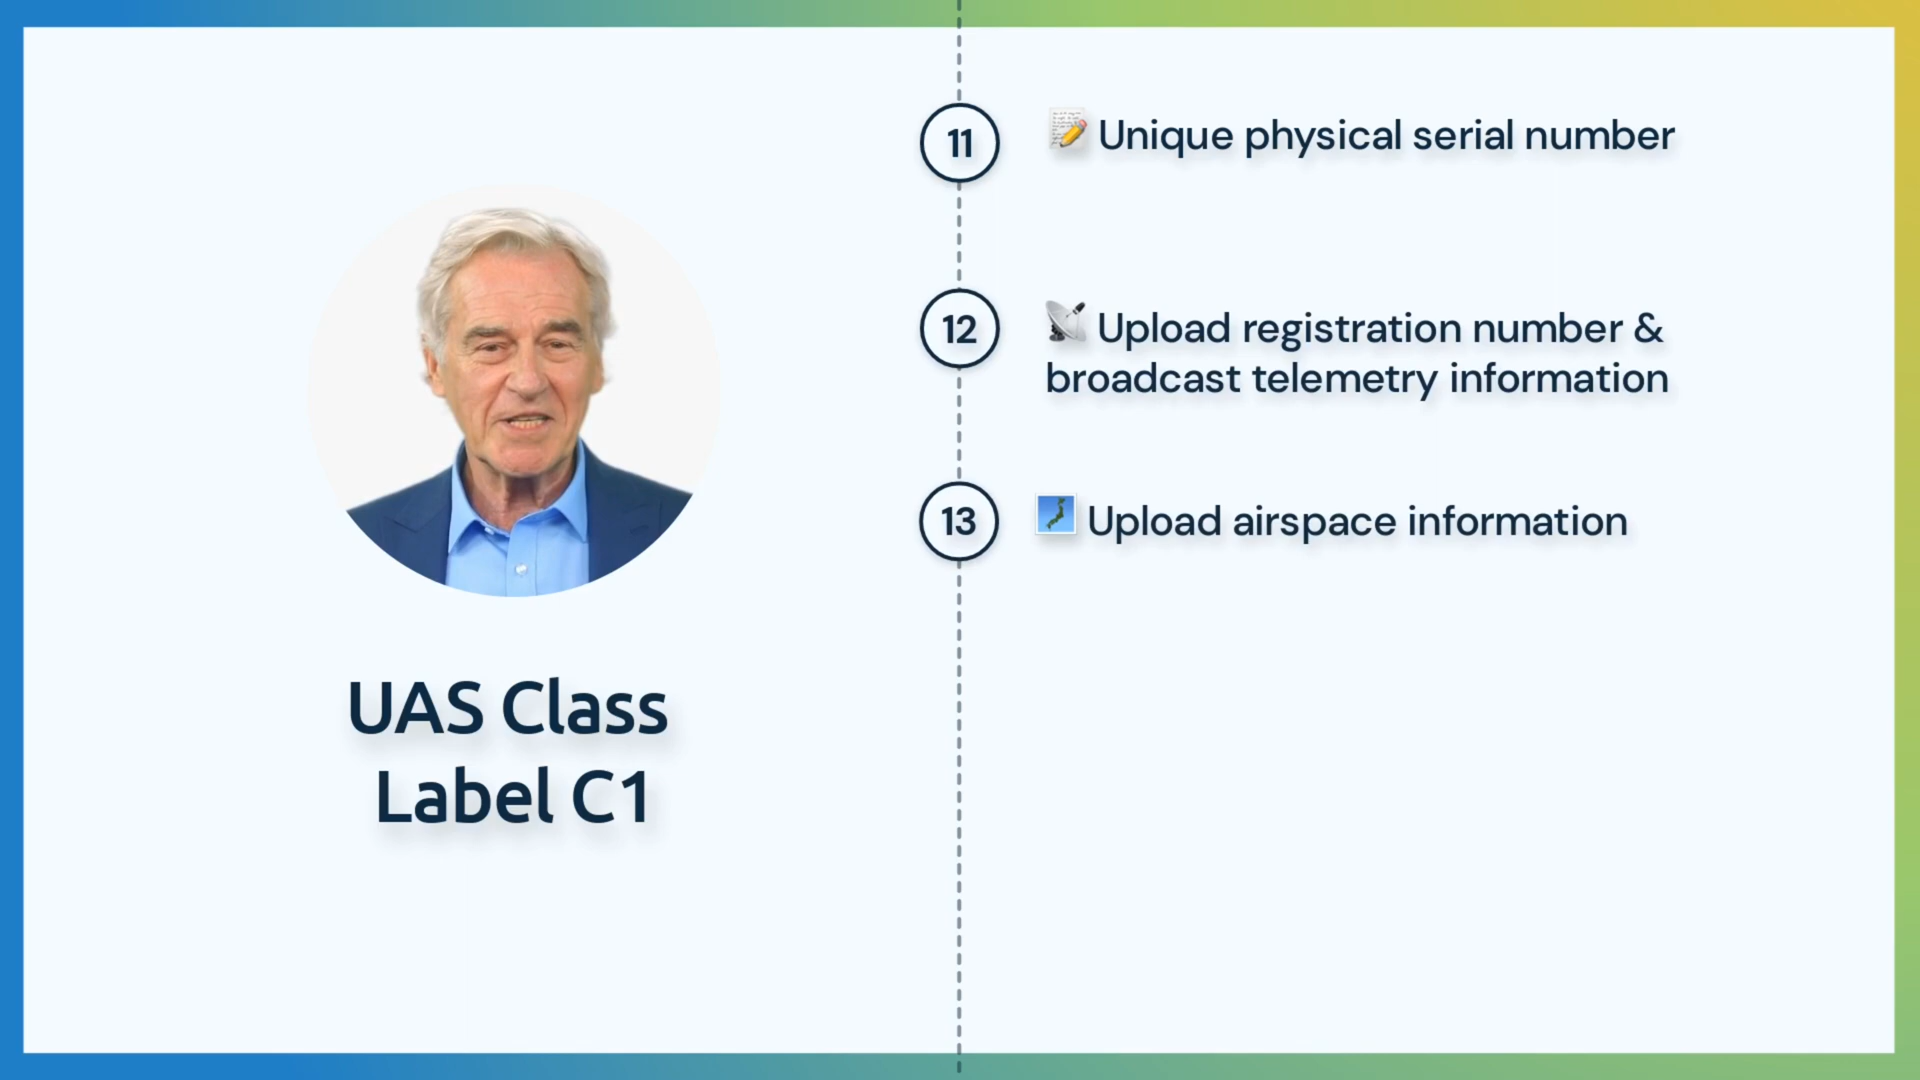 UAS Class
Label C1
11
Unique physical serial number
12
Upload registration number &
broadcast telemetry information
13
Upload airspace information